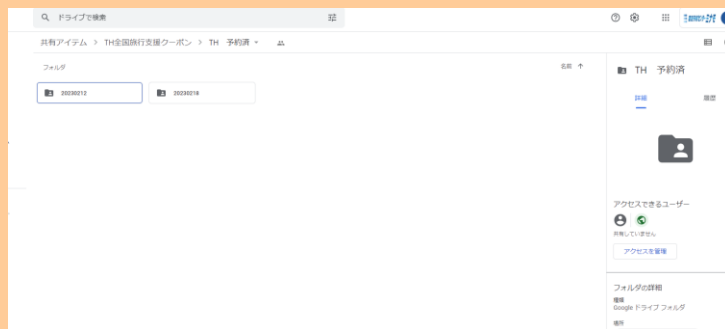 ドライブで検索
共有アイテム > TH全国旅行支援クーポン > TH 予約済
フォルダ
名前 ↑
20230212
20230218
TH 予約済
詳細
履歴
アクセスできるユーザー
共有していません
アクセスを管理
フォルダの詳細
種類
Google ドライブ フォルダ
場所